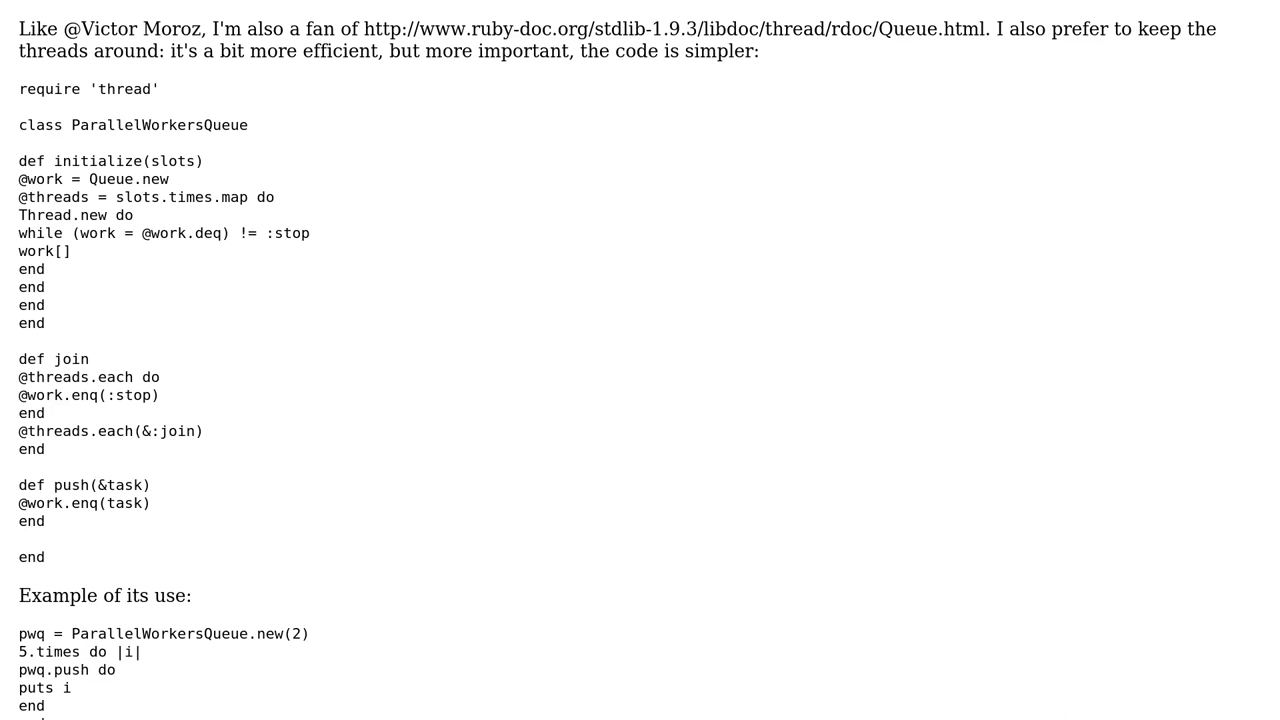 Like @Victor Moroz, I'm also a fan of http://www.ruby-doc.org/stdlib-1.9.3/libdoc/thread/rdoc/Queue.html. I also prefer to keep the
threads around: it's a bit more efficient, but more important, the code is simpler:
require 'thread'
class ParallelWorkersQueue
def initialize(slots)
@work = Queue.new
@threads = slots.times.map do
Thread.new do
while (work = @work.deq) != :stop
work[]
end
end
end
end
def join
@threads.each do
@work.enq(:stop)
end
@threads.each(&:join)
end
def push(&task)
@work.enq(task)
end
end
Example of its use:
pwq = ParallelWorkersQueue.new(2)
5.times do |i|
pwq.push do
puts i
end